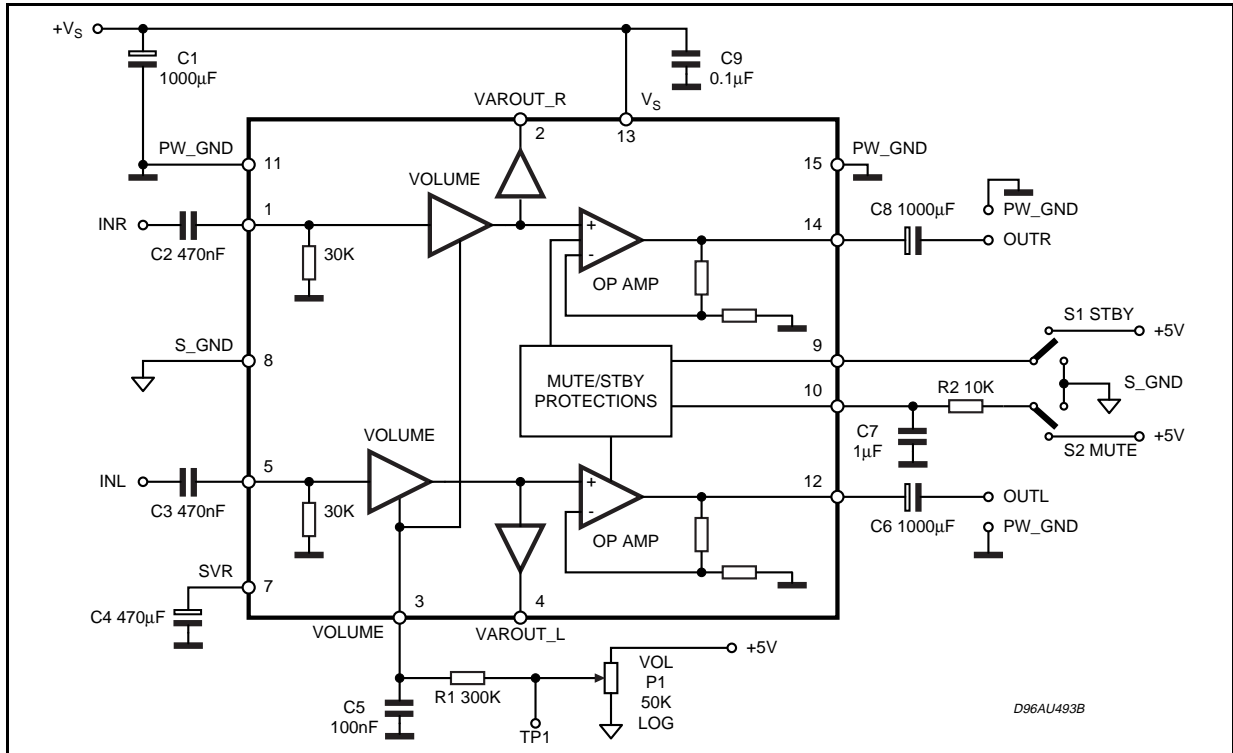 +VS
C1
1000µF
C9
0.1µF
VAROUT_R
VS
2
13
PW_GND
11
15
PW_GND
VOLUME
INR
1
C2 470nF
30K
+
-
OP AMP
14
C8 1000µF
PW_GND
OUTR
S1 STBY
+5V
S_GND
8
9
MUTE/STBY
PROTECTIONS
10
R2 10K
S_GND
C7
1µF
S2 MUTE
+5V
VOLUME
INL
5
C3 470nF
30K
+
-
OP AMP
12
C6 1000µF
OUTL
PW_GND
SVR
7
C4 470µF
3
4
VOLUME
VAROUT_L
+5V
VOL
P1
50K
LOG
R1 300K
C5
100nF
TP1
D96AU493B